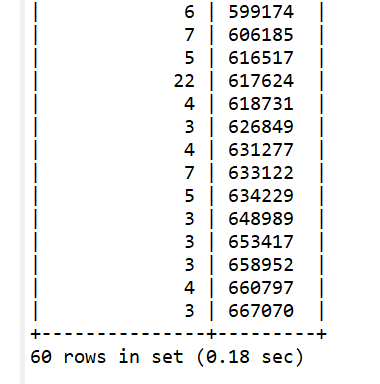 |               6 | 599174  |
|               7 | 606185  |
|               5 | 616517  |
|              22 | 617624  |
|               4 | 618731  |
|               3 | 626849  |
|               4 | 631277  |
|               7 | 633122  |
|               5 | 634229  |
|               3 | 648989  |
|               3 | 653417  |
|               3 | 658952  |
|               4 | 660797  |
|               3 | 667070  |
+---------------+---------+
60 rows in set (0.18 sec)